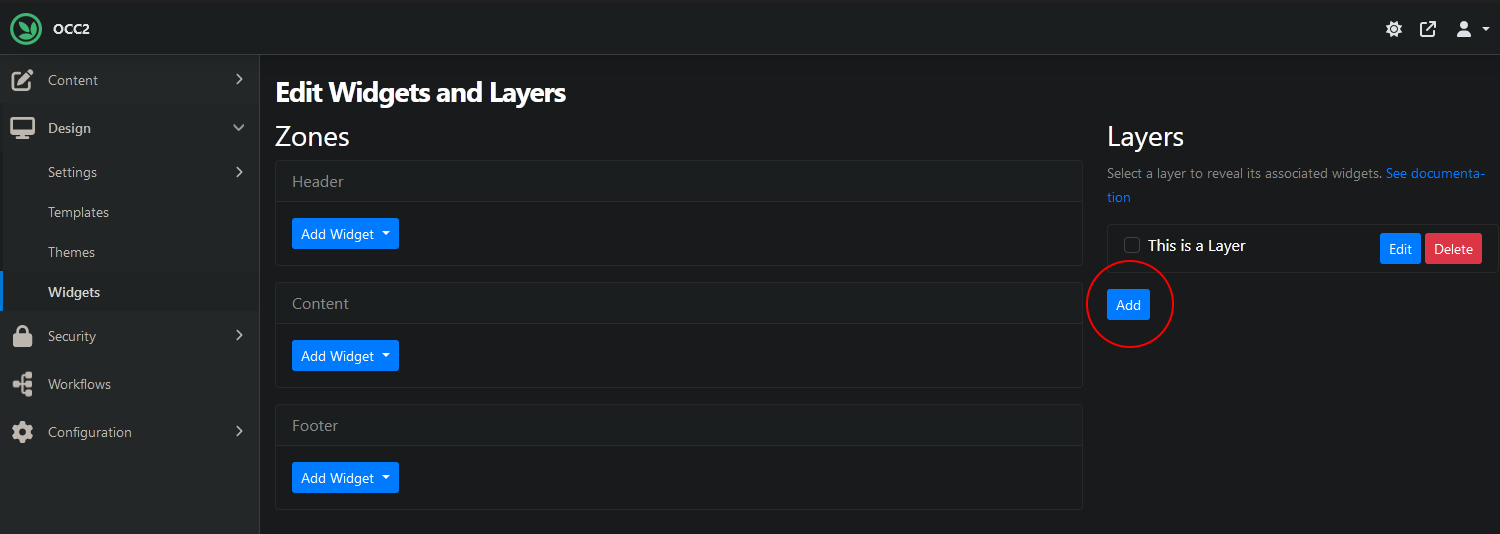 OCC2
Content
Design
Settings
Templates
Themes
Widgets
Security
Workflows
Configuration
Edit Widgets and Layers
Zones
Header
Add Widget
Content
Add Widget
Footer
Add Widget
Layers
Select a layer to reveal its associated widgets. See documenta-
tion
This is a Layer
Edit Delete
Add